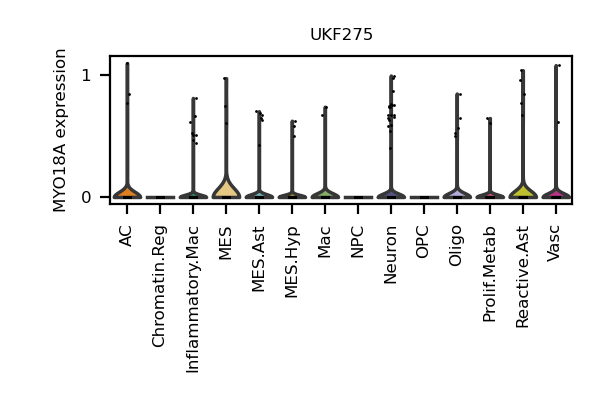 UKF275
MYO18A expression
1
0
AC
Chromatin.Reg
Inflammatory.Mac
MES
MES.Ast
MES.Hyp
Mac
NPC
Neuron
OPC
Oligo
Prolif.Metab
Reactive.Ast
Vasc